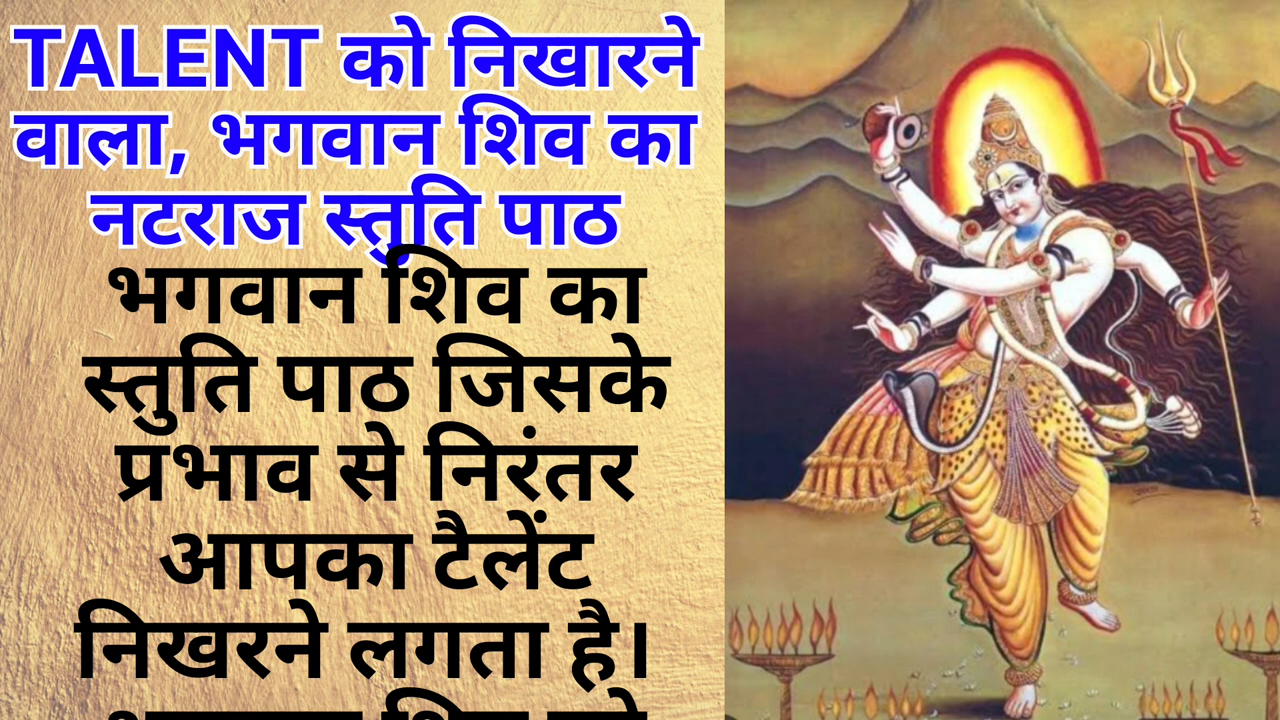 TALENT को निखारने
वाला, भगवान शिव का
नटराज स्तुति पाठ
भगवान शिव का
स्तुति पाठ जिसके
प्रभाव से निरंतर
आपका टैलेंट
निखरने लगता है।